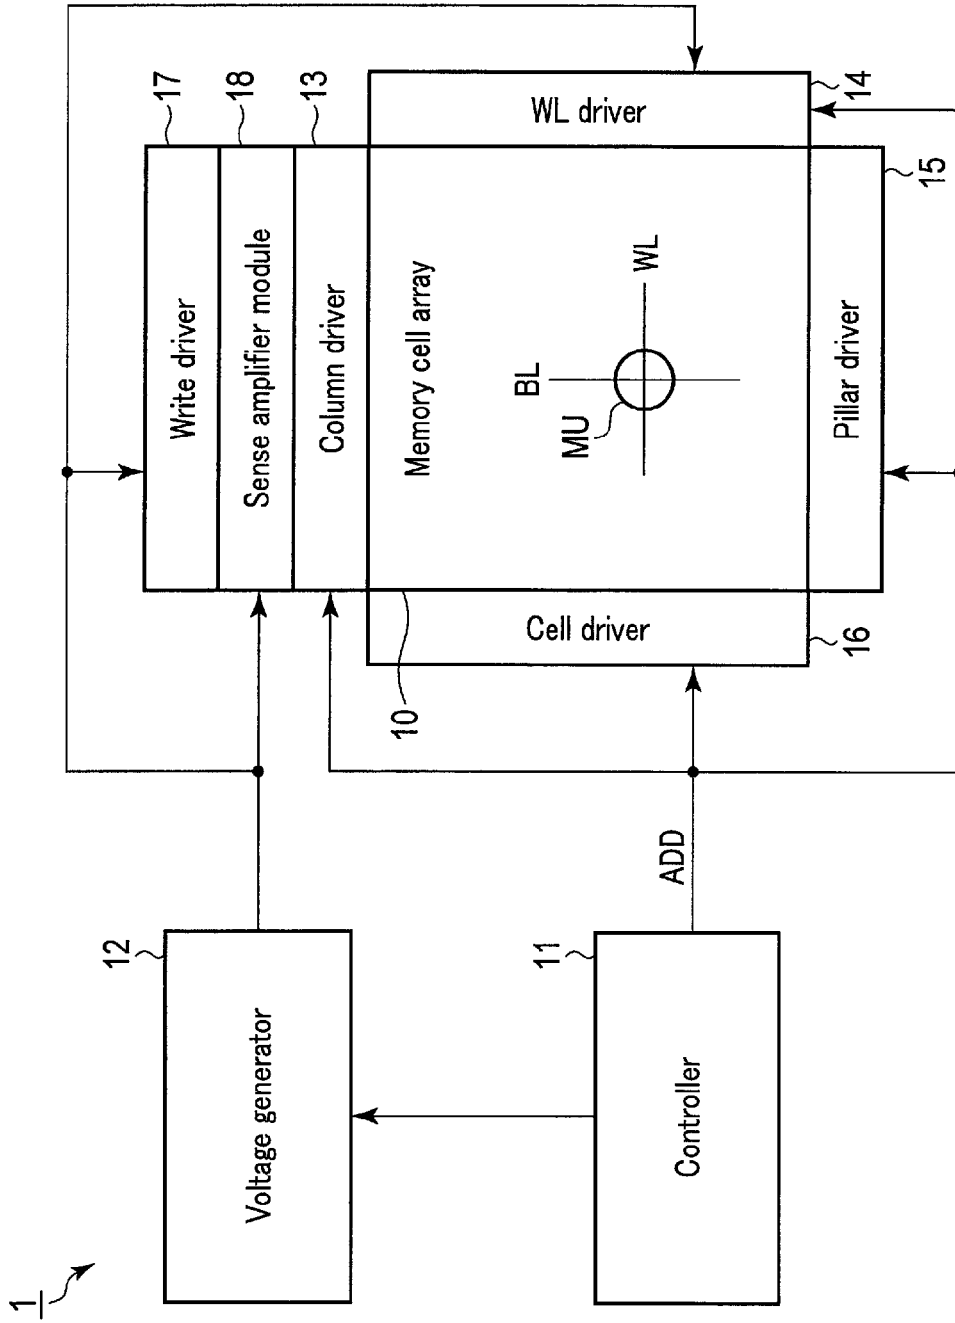 1
12
17
Write driver
18
Voltage generator
Sense amplifier module
13
Column driver
10
Memory cell array
BL
11
MU
Cell driver
WL driver
WL
ADD
Controller
16
Pillar driver
14
15